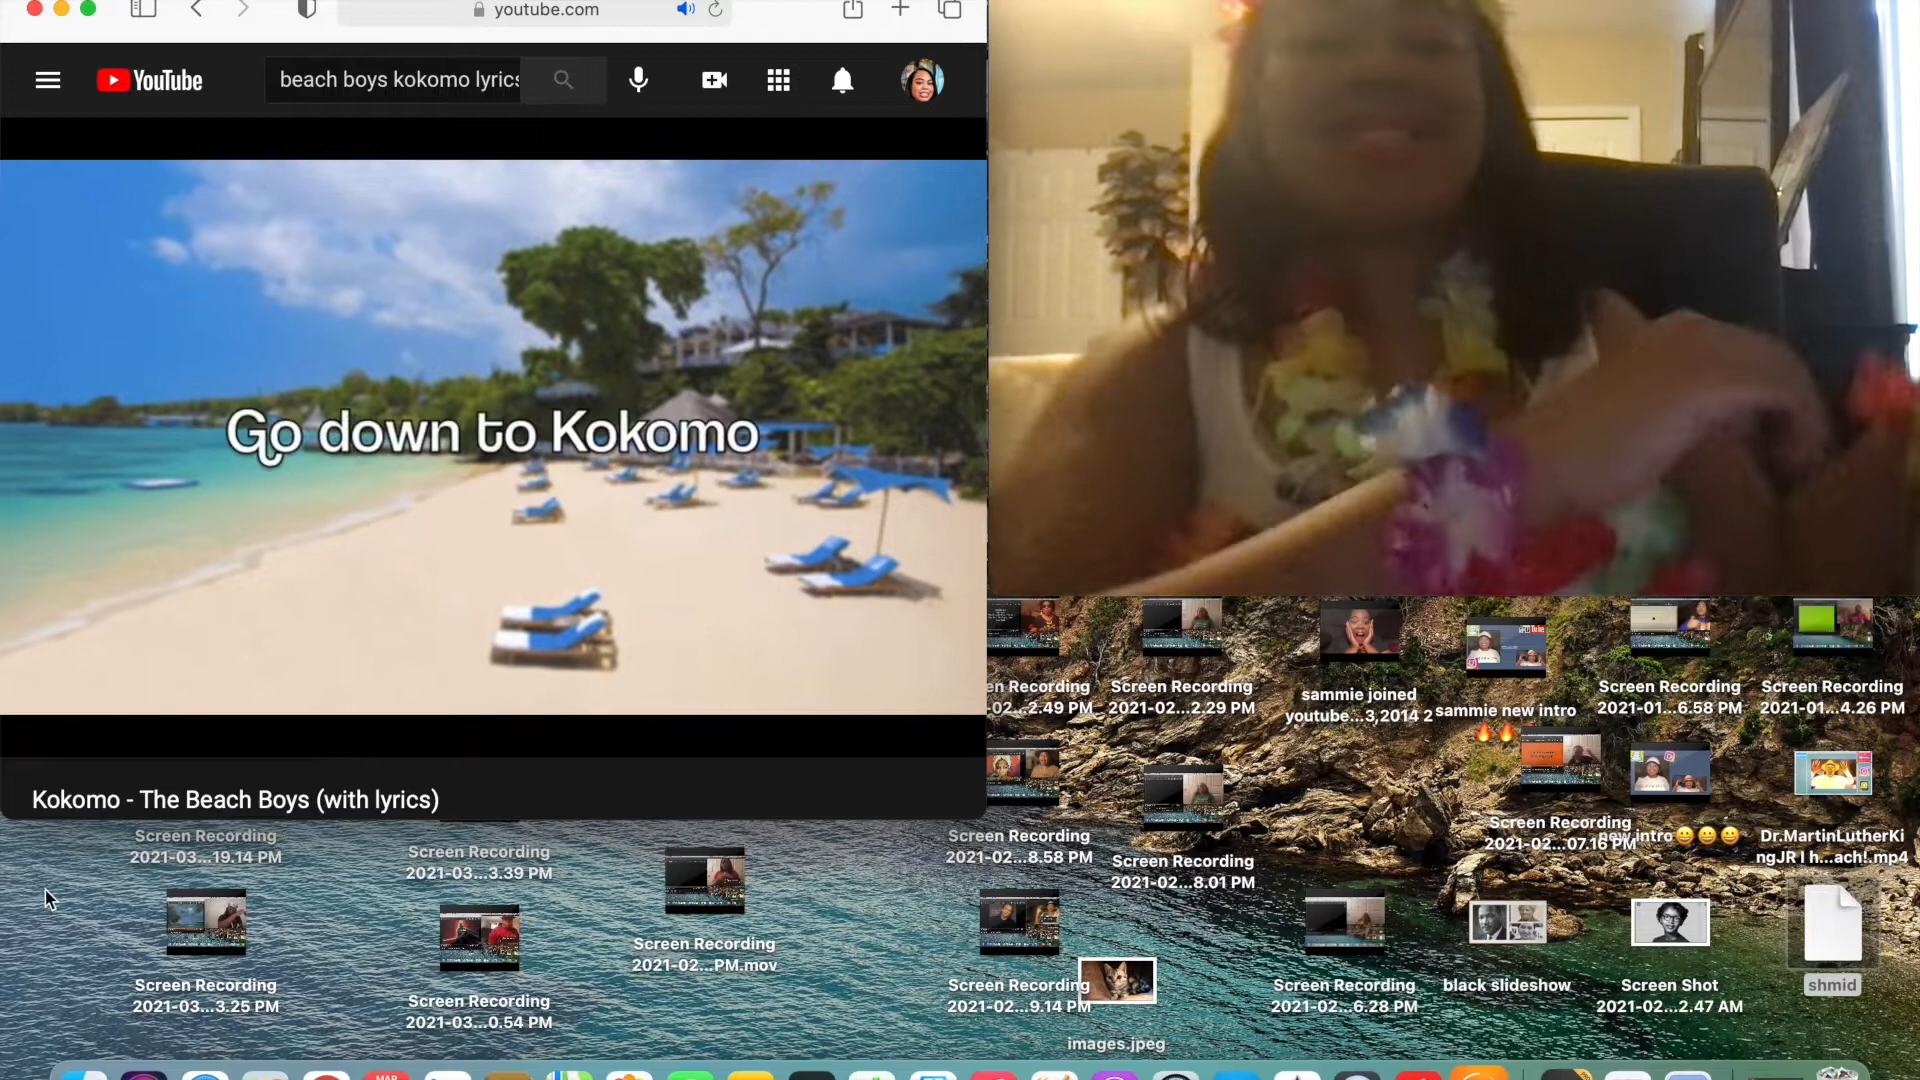 youtube.com
YouTube
beach boys kokomo lyrics
Go down to Kokomo
Kokomo - The Beach Boys (with lyrics)
en Recording
-02...2.49 PM
Screen Recording
2021-02...2.29 PM
sammie joined
youtube...3,2014 2
sammie new intro
🔥🔥
Screen Recording
2021-01...6.58 PM
Screen Recording
2021-01...4.26 PM
Screen Recording
2021-03...19.14 PM
Screen Recording
2021-03...3.39 PM
Screen Recording
2021-02...8.58 PM
Screen Recording
2021-02...8.01 PM
Screen Recording
2021-02...07.16 PM
new intro😀😀😀
Dr.MartinLutherKi
ngJR I h...ach!.mp4
Screen Recording
2021-03...3.25 PM
Screen Recording
2021-03...0.54 PM
Screen Recording
2021-02...PM.mov
Screen Recording
2021-02...9.14 PM
images.jpeg
Screen Recording
2021-02...6.28 PM
black slideshow
Screen Shot
2021-02...2.47 AM
shmid
MAR